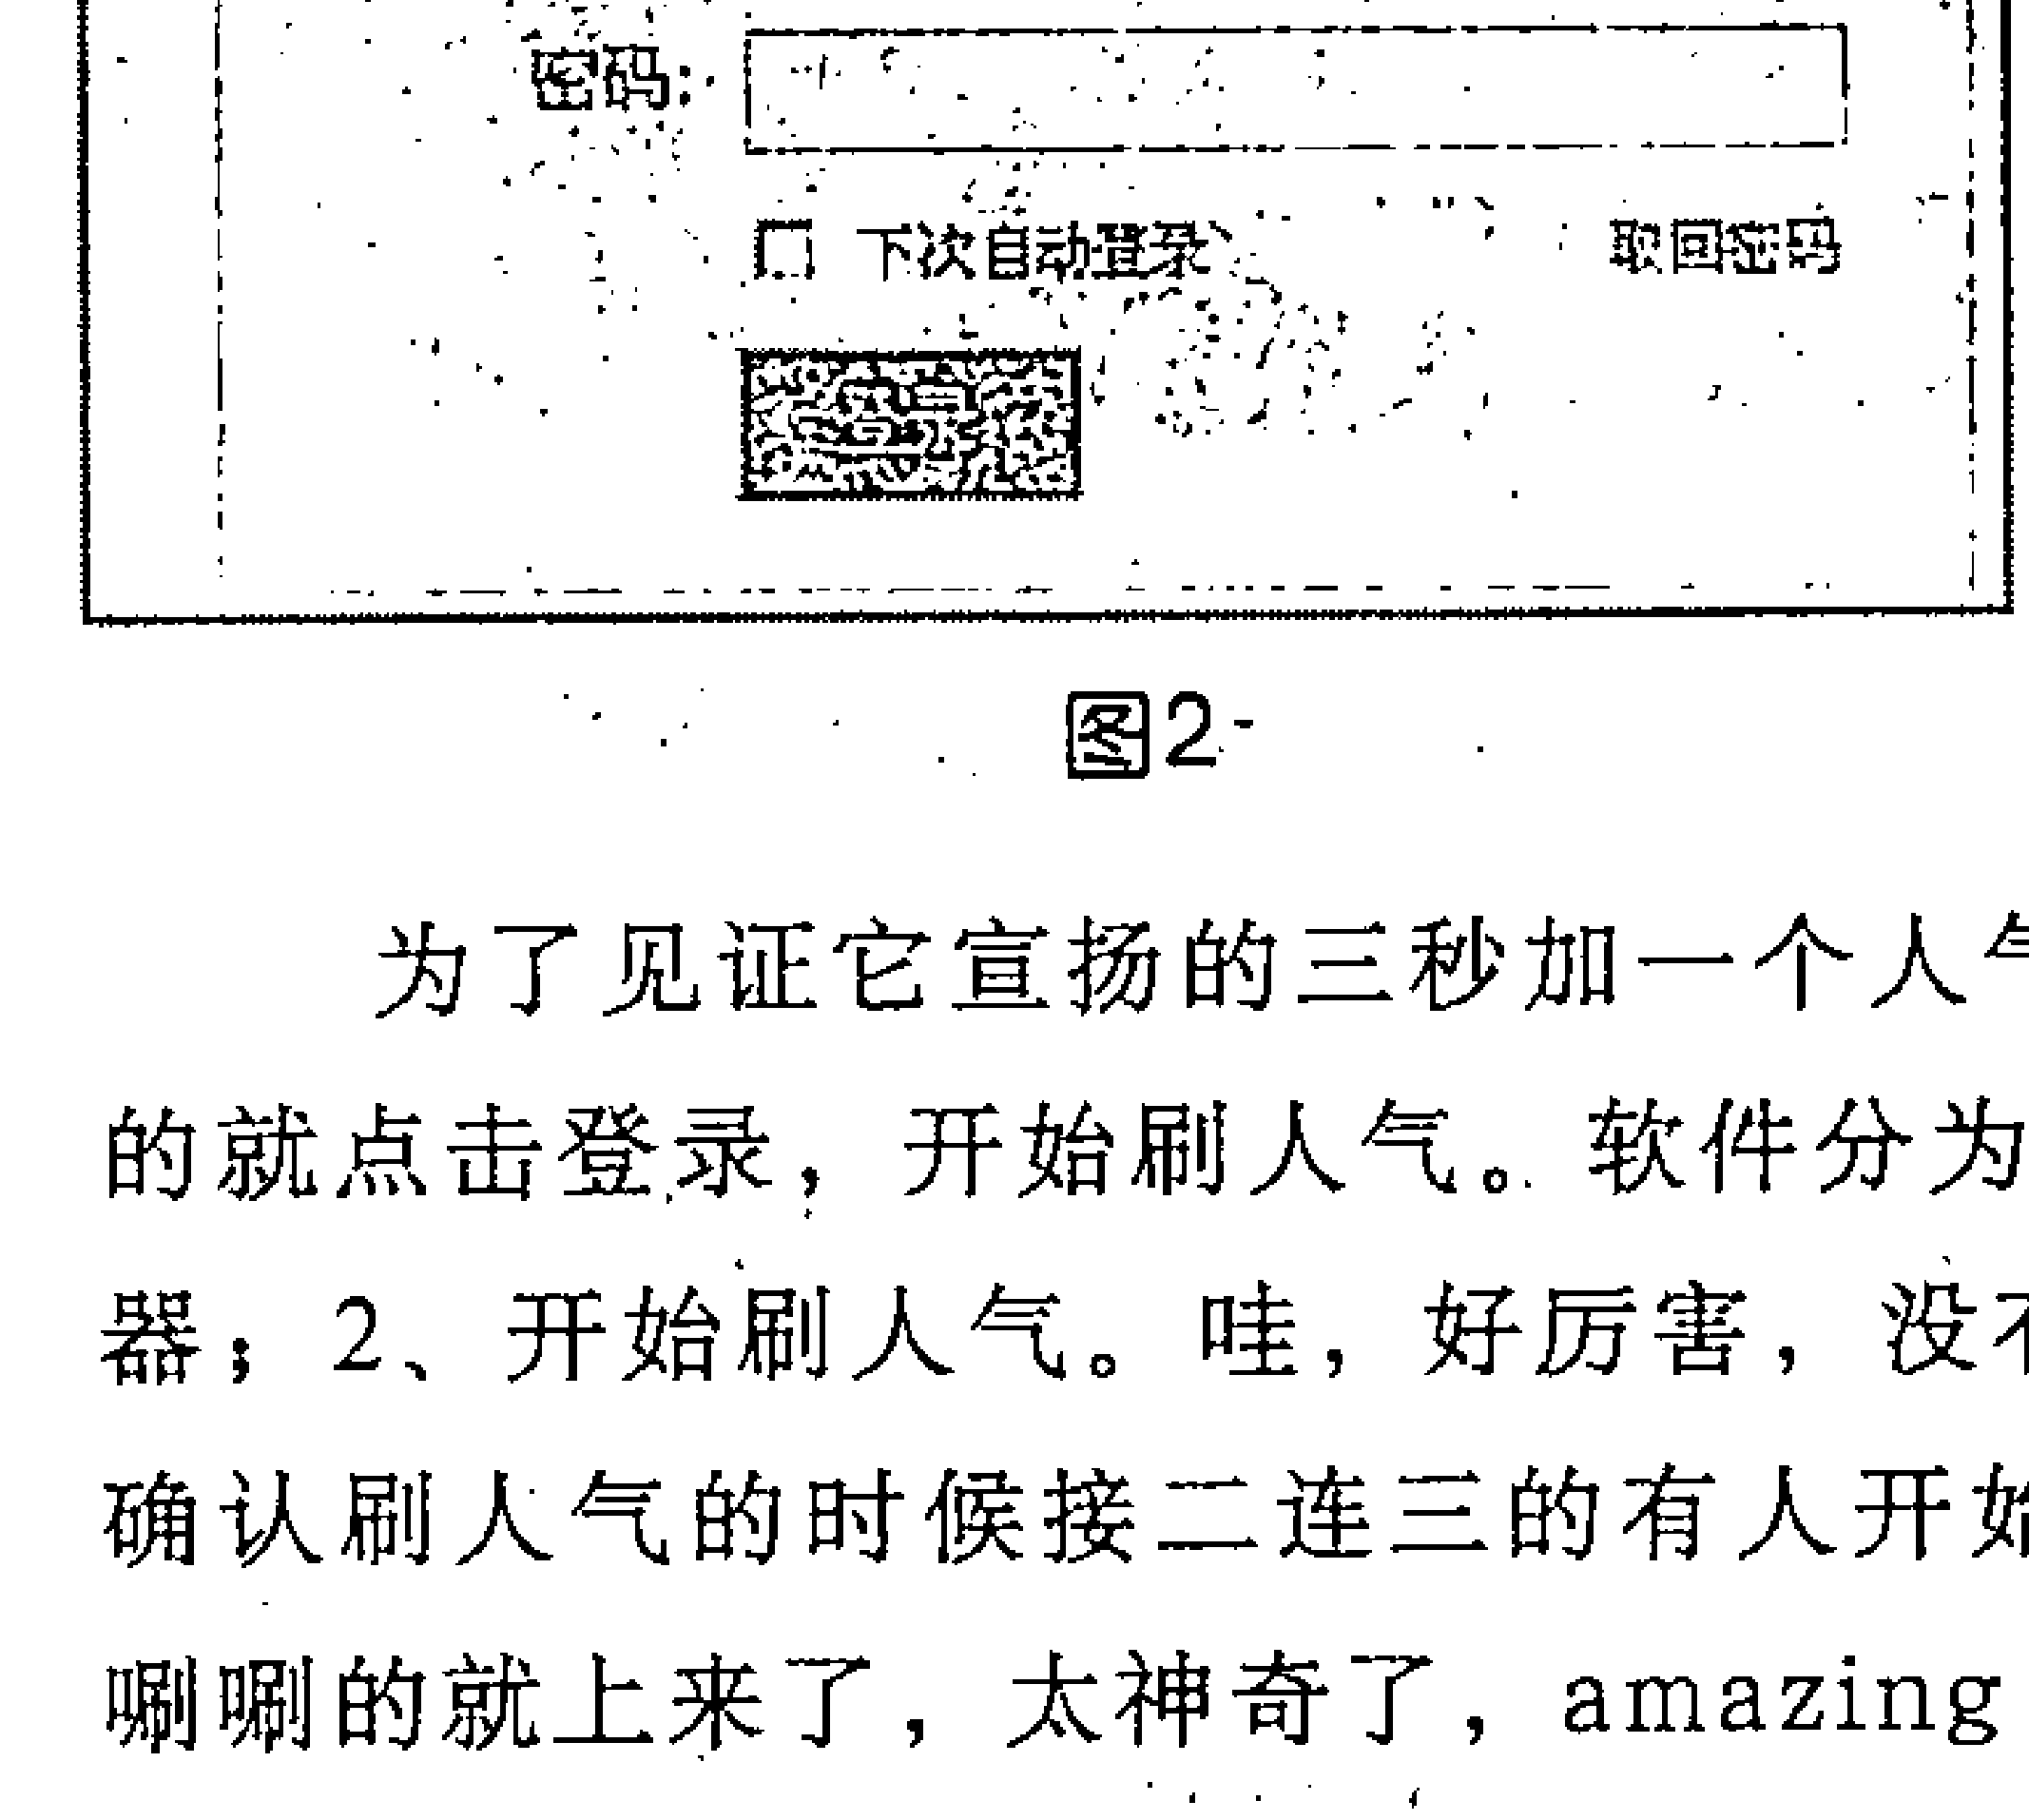 密码:
下次自动登录 取回密码
登录
图2
为了见证它宣扬的三秒加一个人气
的就点击登录，开始刷人气。软件分为
器；2、开始刷人气。哇，好厉害，没
确认刷人气的时候接二连三的有人开始
唰唰的就上来了，太神奇了，amazing